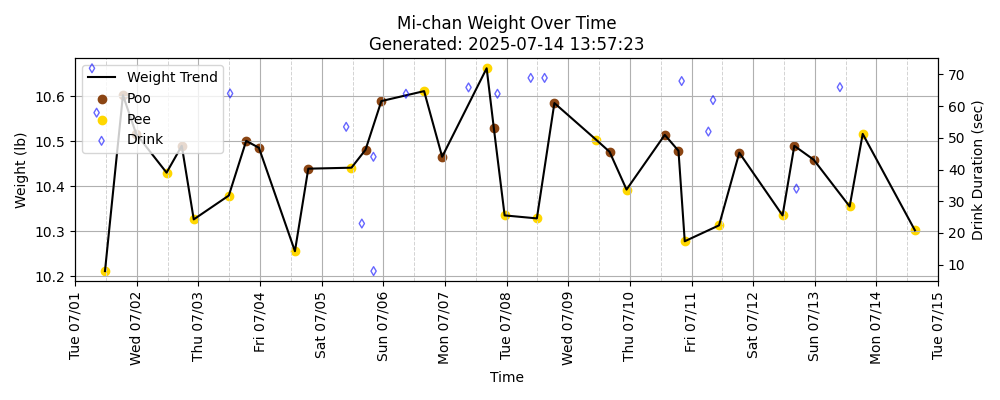 Mi-chan Weight Over Time
Generated: 2025-07-14 13:57:23
Weight Trend
Poo
Pee
Drink
Weight (lb)
10.6
10.5
10.4
10.3
10.2
Drink Duration (sec)
70
60
50
40
30
20
10
Tue 07/01
Wed 07/02
Thu 07/03
Fri 07/04
Sat 07/05
Sun 07/06
Mon 07/07
Tue 07/08
Wed 07/09
Thu 07/10
Fri 07/11
Sat 07/12
Sun 07/13
Mon 07/14
Tue 07/15
Time